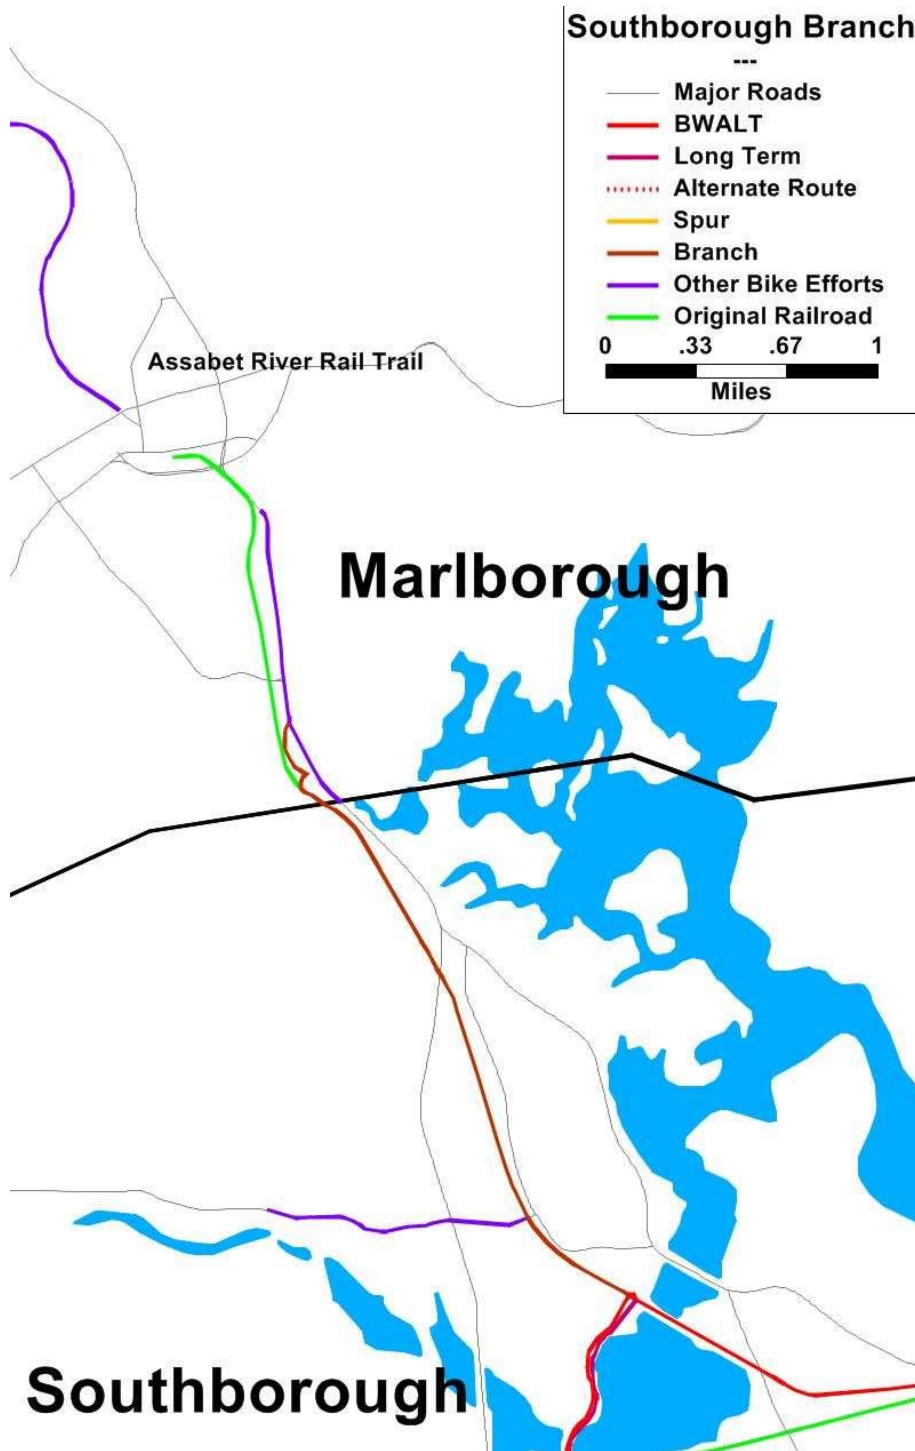 Southborough Branch
---
Major Roads
BWALT
Long Term
Alternate Route
Spur
Branch
Other Bike Efforts
Original Railroad
0 .33 .67 1
Miles
Assabet River Rail Trail
Marlborough
Southborough